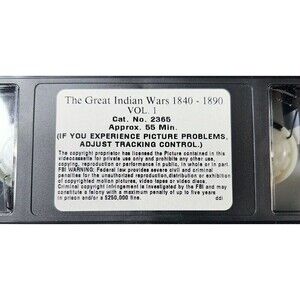 The Great Indian Wars 1840 - 1890
VOL. 1
Cat. No. 2365
Approx. 55 Min.
(IF YOU EXPERIENCE PICTURE PROBLEMS,
ADJUST TRACKING CONTROL.)
The copyright proprietor has licensed the Picture contained in this
videocassette for private use only and prohibits any other use,
copying, reproduction or performance in public, in whole or in part.
FBI WARNING: Federal law provides severe civil and criminal
penalties for the unauthorized reproduction, distribution or exhibition
of copyrighted motion pictures, video tapes or video discs.
Criminal copyright infringement is investigated by the FBI and may
constitute a felony with a maximum penalty of up to five years
in prison and/or a $250,000 fine. ddi